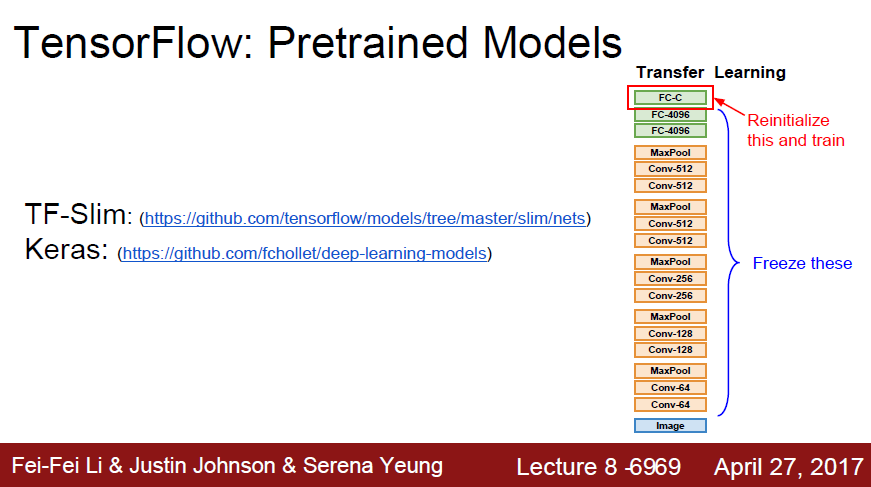 TensorFlow: Pretrained Models
Transfer Learning
FC-C
FC-4096
FC-4096
MaxPool
Conv-512
Conv-512
MaxPool
Conv-512
Conv-512
MaxPool
Conv-256
Conv-256
MaxPool
Conv-128
Conv-128
MaxPool
Conv-64
Conv-64
Image
Reinitialize
this and train
Freeze these
TF-Slim: (https://github.com/tensorflow/models/tree/master/slim/nets)
Keras: (https://github.com/fchollet/deep-learning-models)
Fei-Fei Li & Justin Johnson & Serena Yeung
Lecture 8 -6969
April 27, 2017